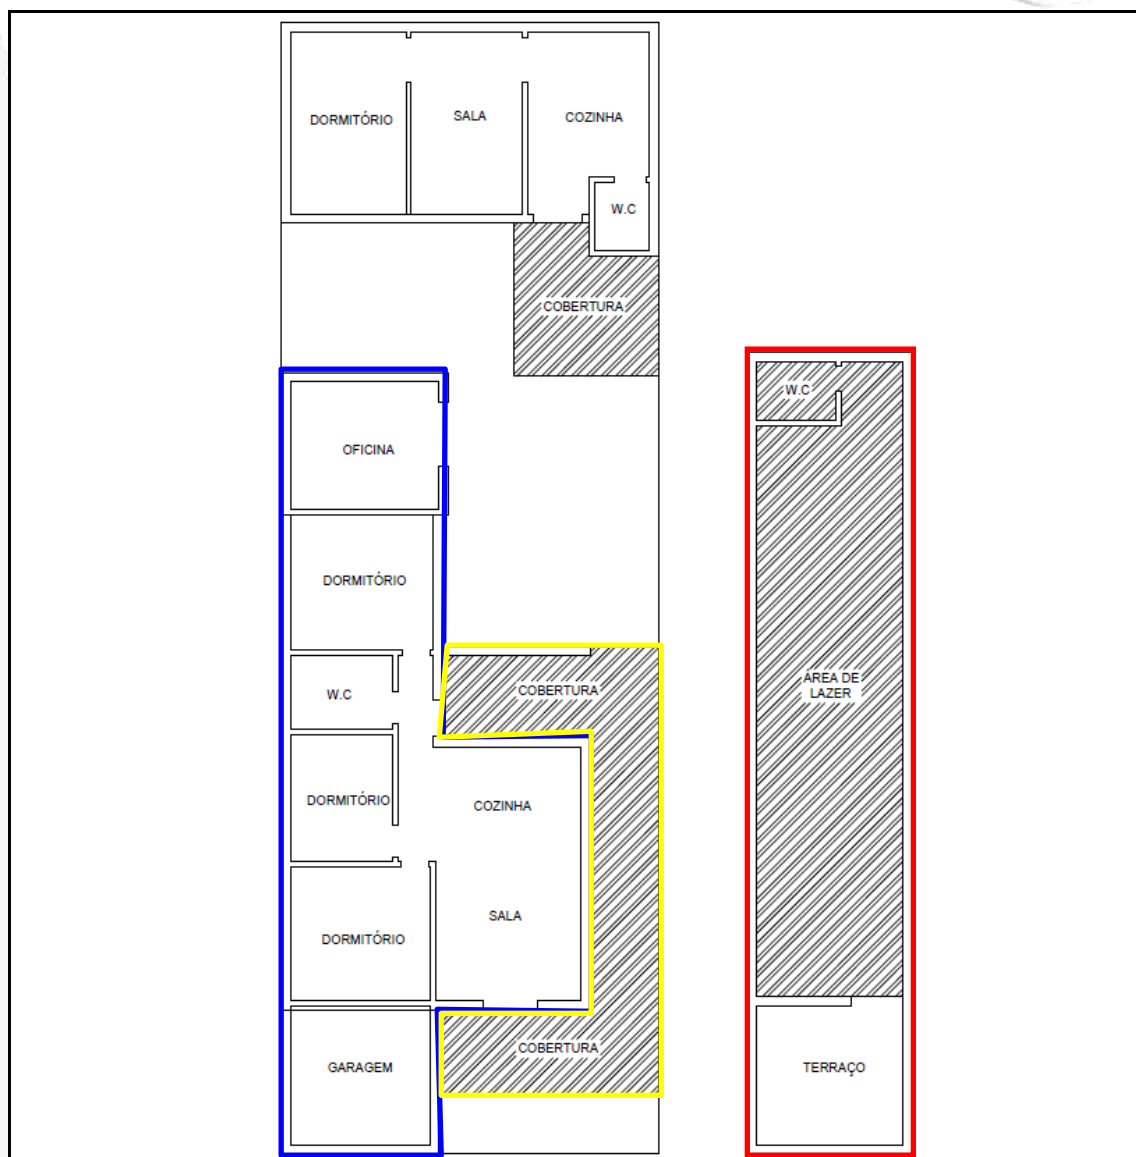 DORMITÓRIO
SALA
COZINHA
W.C
COBERTURA
OFICINA
DORMITÓRIO
W.C
COBERTURA
DORMITÓRIO
COZINHA
DORMITÓRIO
SALA
GARAGEM
COBERTURA
W.C
ÁREA DE
LAZER
TERRAÇO